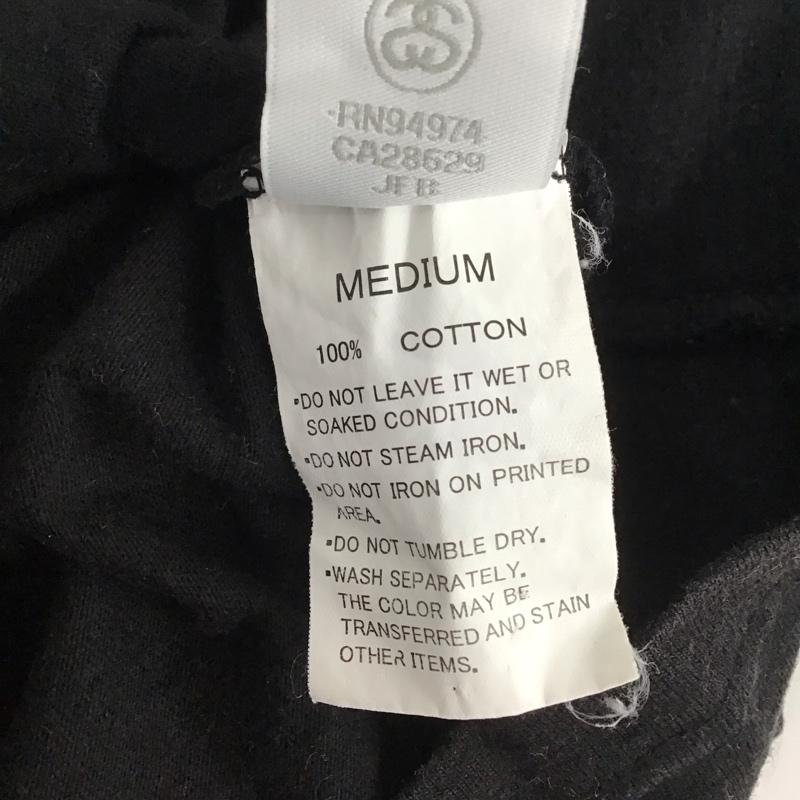 RN94974
CA28629
JFB
MEDIUM
100% COTTON
▪DO NOT LEAVE IT WET OR
SOAKED CONDITION.
▪DO NOT STEAM IRON.
▪DO NOT IRON ON PRINTED
AREA.
▪DO NOT TUMBLE DRY.
▪WASH SEPARATELY.
THE COLOR MAY BE
TRANSFERRED AND STAIN
OTHER ITEMS.